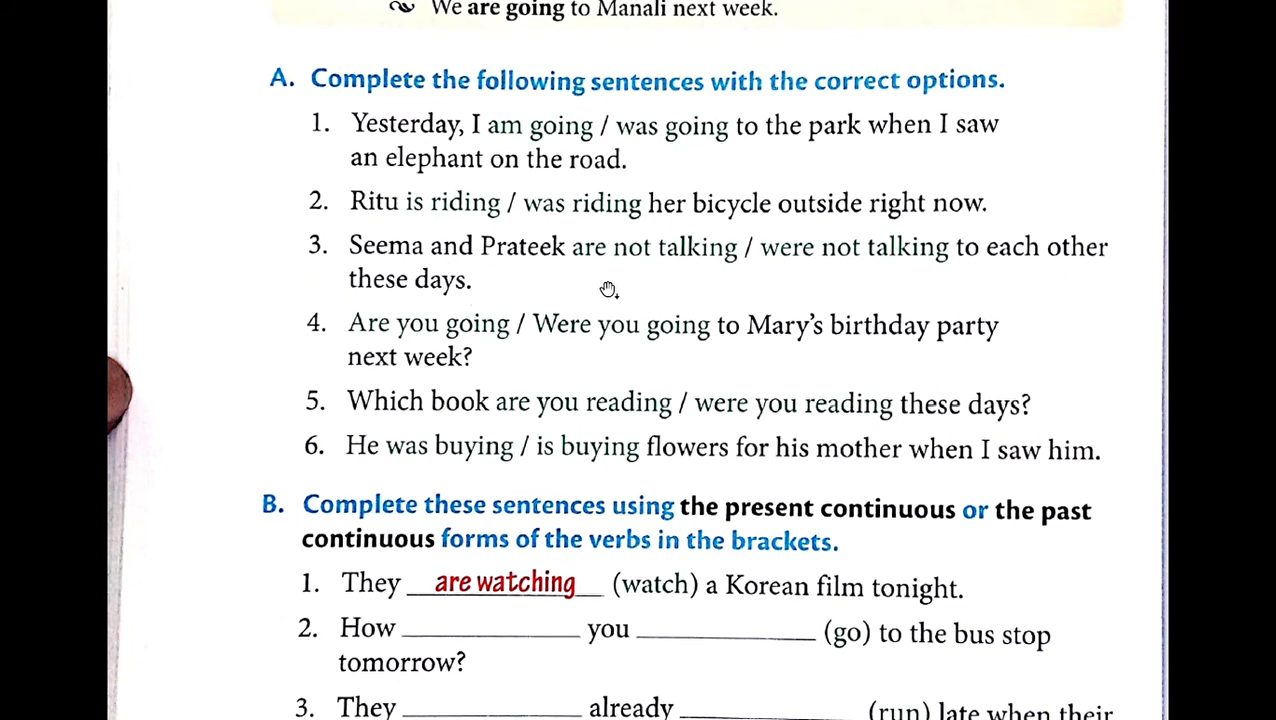 We are going to Manali next week.
A. Complete the following sentences with the correct options.
1. Yesterday, I am going / was going to the park when I saw
an elephant on the road.
2. Ritu is riding / was riding her bicycle outside right now.
3. Seema and Prateek are not talking / were not talking to each other
these days.
4. Are you going / Were you going to Mary's birthday party
next week?
5. Which book are you reading / were you reading these days?
6. He was buying / is buying flowers for his mother when I saw him.
B. Complete these sentences using the present continuous or the past
continuous forms of the verbs in the brackets.
1. They are watching (watch) a Korean film tonight.
2. How ____________ you ____________ (go) to the bus stop
tomorrow?
3. They ____________ already ____________ (run) late when their